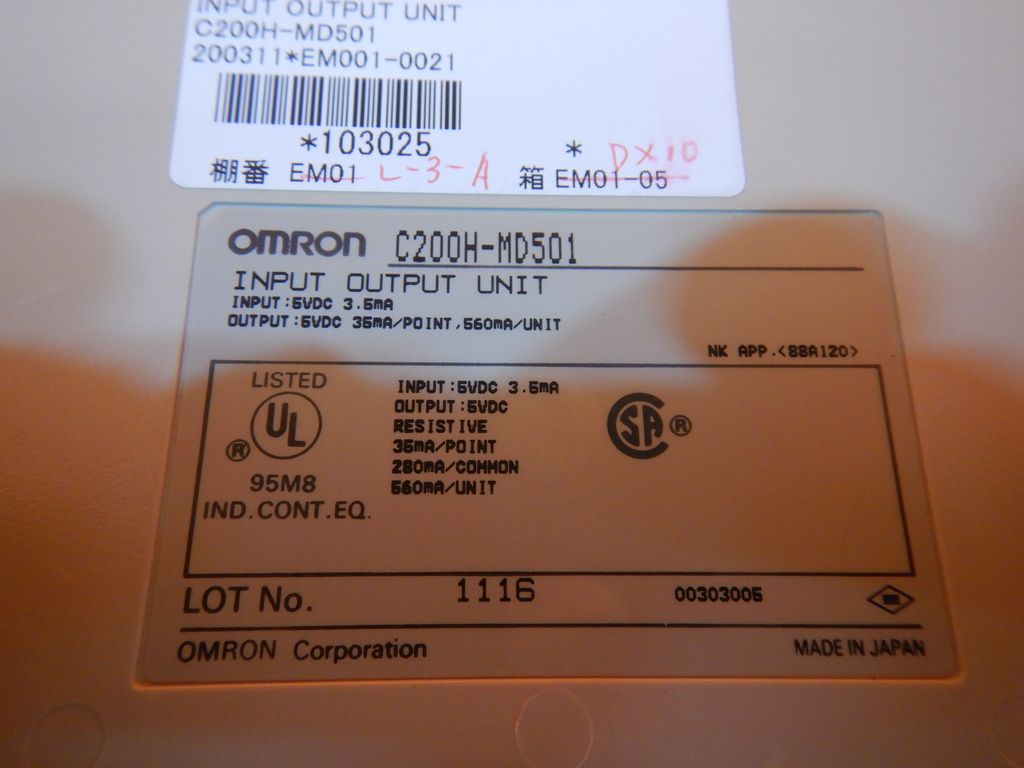 INPUT OUTPUT UNIT
C200H-MD501
200311*EM001-0021
*103025
*
棚番 EM01 L-3-A 箱 EM01-05 DX10
OMRON C200H-MD501
INPUT OUTPUT UNIT
INPUT:5VDC 3.5mA
OUTPUT:5VDC 35mA/POINT,560mA/UNIT
NK APP.<88A120>
LISTED
UL
®
95M8
IND.CONT.EQ.
INPUT:5VDC 3.5mA
OUTPUT:5VDC
RESISTIVE
35mA/POINT
280mA/COMMON
560mA/UNIT
SA ®
LOT No. 1116 00303005
OMRON Corporation MADE IN JAPAN